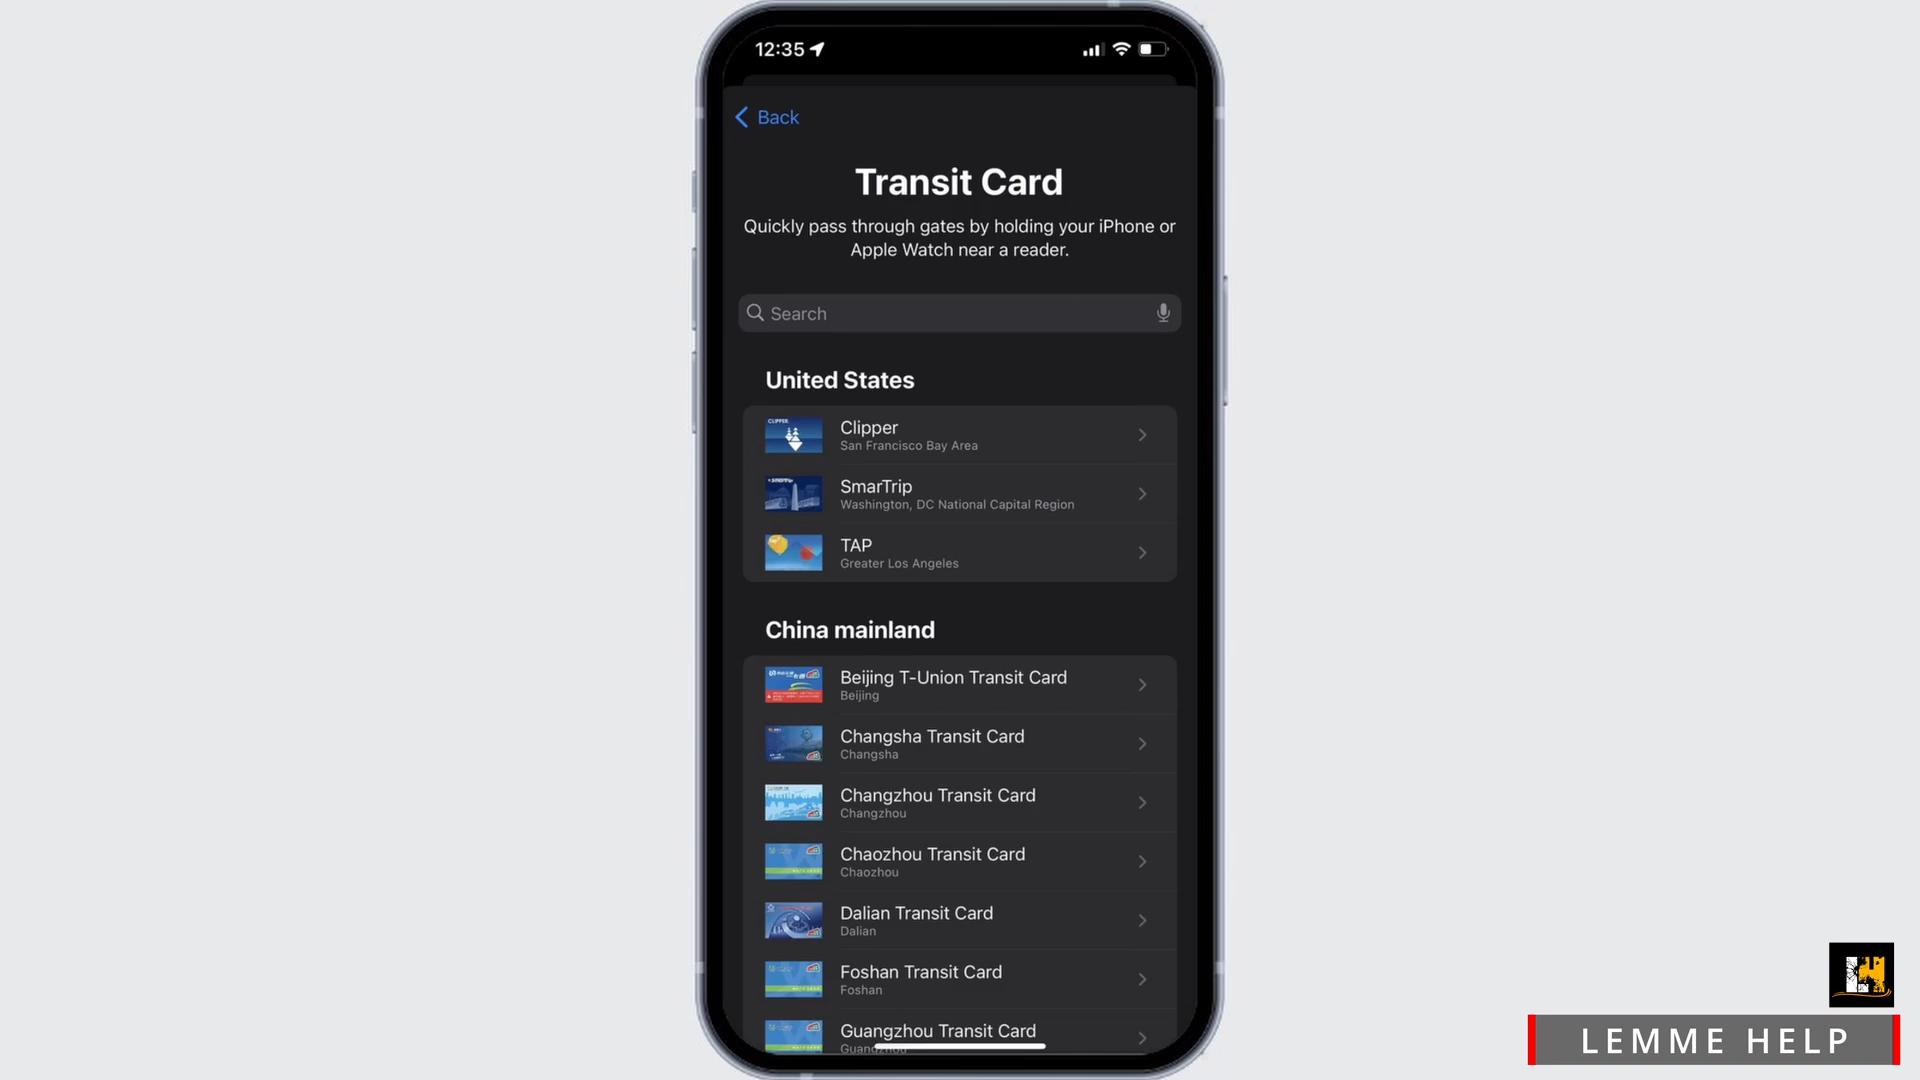 12:35
Back
Transit Card
Quickly pass through gates by holding your iPhone or
Apple Watch near a reader.
Search
United States
CLIPPER
Clipper
San Francisco Bay Area
SmarTrip
Washington, DC National Capital Region
TAP
Greater Los Angeles
China mainland
Beijing T-Union Transit Card
Beijing
Changsha Transit Card
Changsha
Changzhou Transit Card
Changzhou
Chaozhou Transit Card
Chaozhou
Dalian Transit Card
Dalian
Foshan Transit Card
Foshan
Guangzhou Transit Card
Guangzhou
LEMME HELP